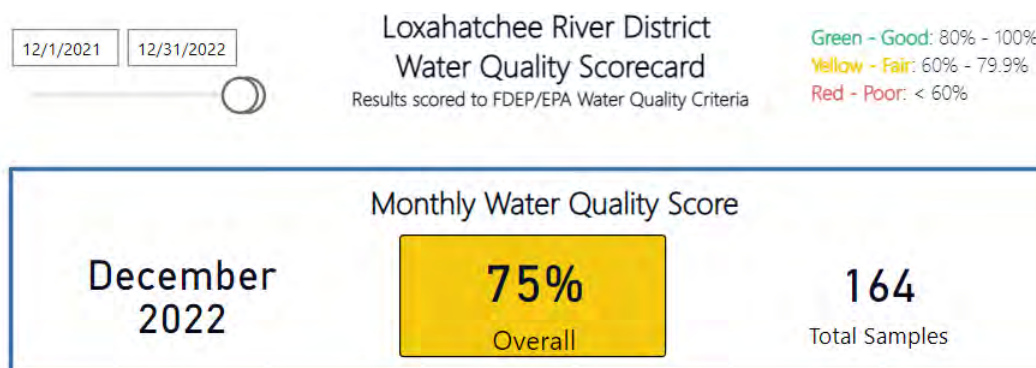 12/1/2021 12/31/2022
Loxahatchee River District
Water Quality Scorecard
Results scored to FDEP/EPA Water Quality Criteria
Green - Good: 80% - 100%
Yellow - Fair: 60% - 79.9%
Red - Poor: < 60%
Monthly Water Quality Score
December
2022
75%
Overall
164
Total Samples